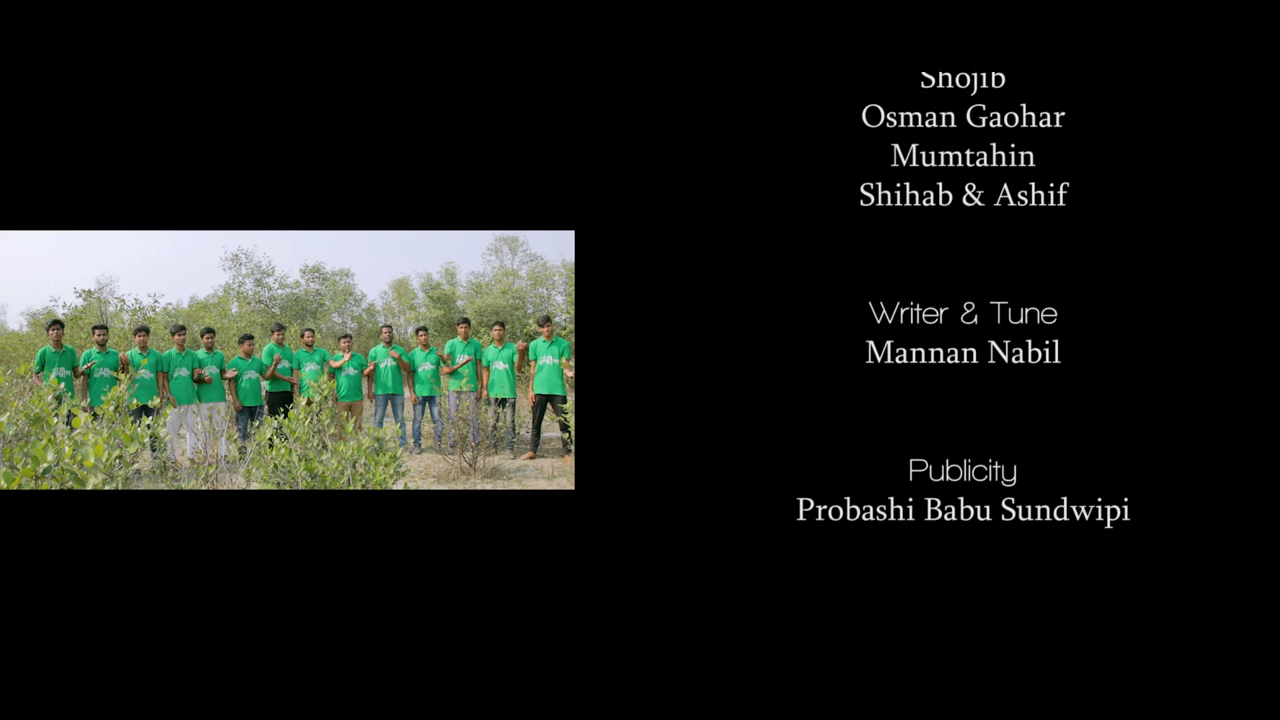 Shojib
Osman Gaohar
Mumtahin
Shihab & Ashif
Writer & Tune
Mannan Nabil
Publicity
Probashi Babu Sundwipi